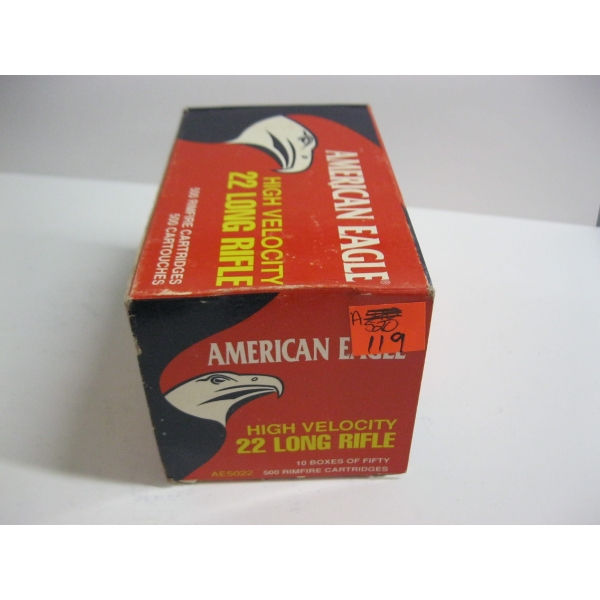 AMERICAN EAGLE®
HIGH VELOCITY
22 LONG RIFLE
500 RIMFIRE CARTRIDGES
500 CARTOUCHES
AMERICAN EAGLE
119
HIGH VELOCITY
22 LONG RIFLE
10 BOXES OF FIFTY
AE5022 500 RIMFIRE CARTRIDGES